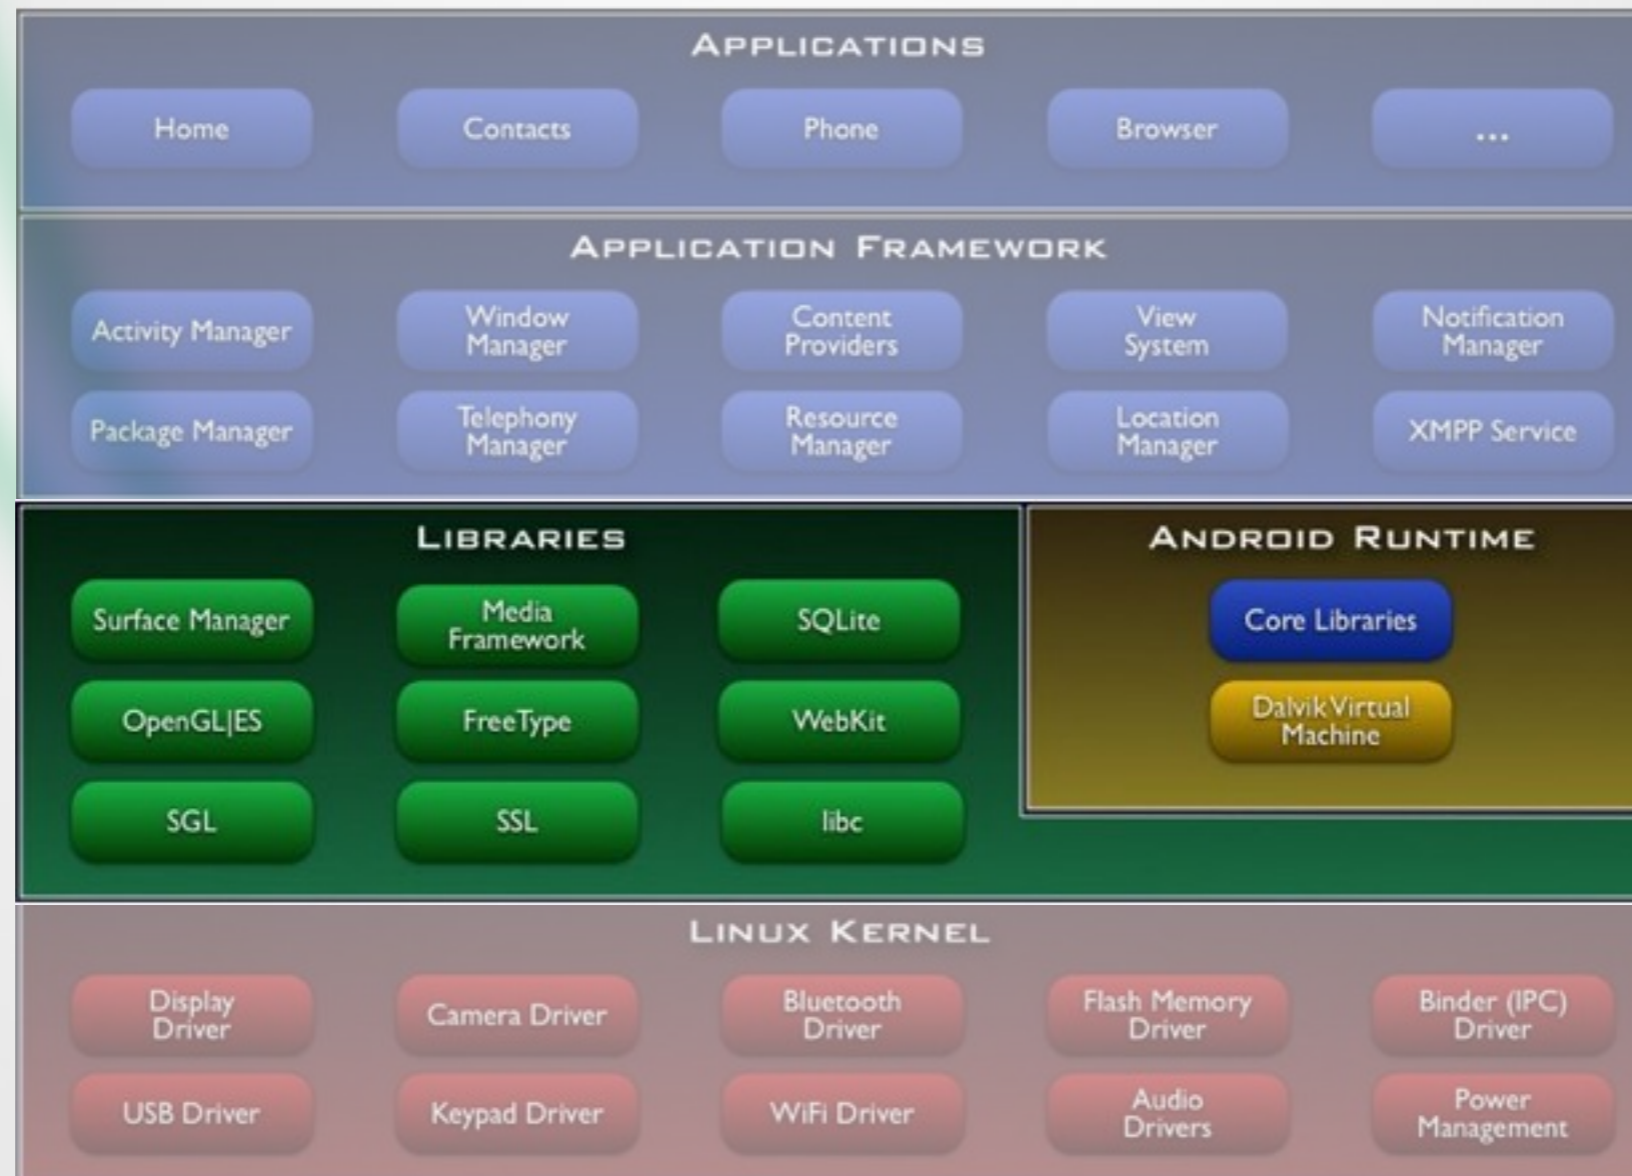 APPLICATIONS
Home
Contacts
Phone
Browser
...
APPLICATION FRAMEWORK
Activity Manager
Window
Manager
Content
Providers
View
System
Notification
Manager
Package Manager
Telephony
Manager
Resource
Manager
Location
Manager
XMPP Service
LIBRARIES
Surface Manager
Media
Framework
SQLite
OpenGL|ES
FreeType
WebKit
SGL
SSL
libc
ANDROID RUNTIME
Core Libraries
Dalvik Virtual
Machine
LINUX KERNEL
Display
Driver
Camera Driver
Bluetooth
Driver
Flash Memory
Driver
Binder (IPC)
Driver
USB Driver
Keypad Driver
WiFi Driver
Audio
Drivers
Power
Management